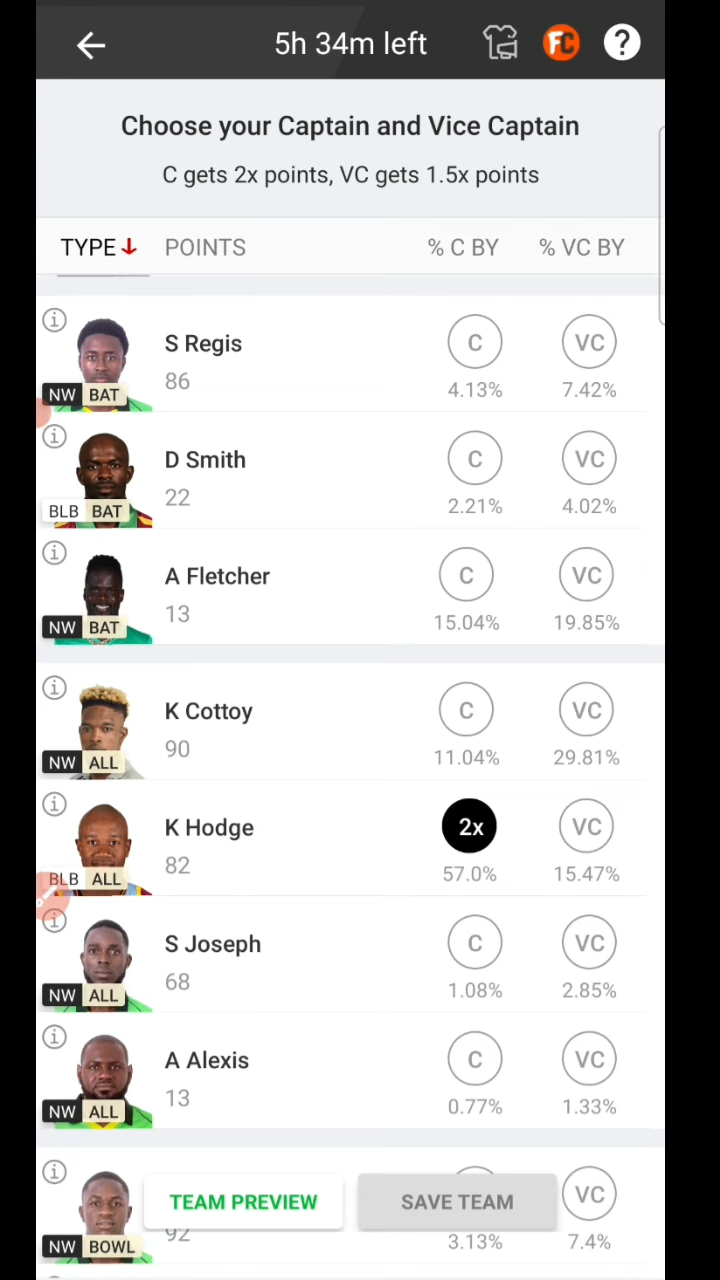 5h 34m left
FC
?
Choose your Captain and Vice Captain
C gets 2x points, VC gets 1.5x points
TYPE POINTS % C BY % VC BY
S Regis
86
NW BAT
C 4.13%
VC 7.42%
D Smith
22
BLB BAT
C 2.21%
VC 4.02%
A Fletcher
13
NW BAT
C 15.04%
VC 19.85%
K Cottoy
90
NW ALL
C 11.04%
VC 29.81%
K Hodge
82
BLB ALL
2x 57.0%
VC 15.47%
S Joseph
68
NW ALL
C 1.08%
VC 2.85%
A Alexis
13
NW ALL
C 0.77%
VC 1.33%
TEAM PREVIEW SAVE TEAM
92
NW BOWL
3.13%
VC 7.4%